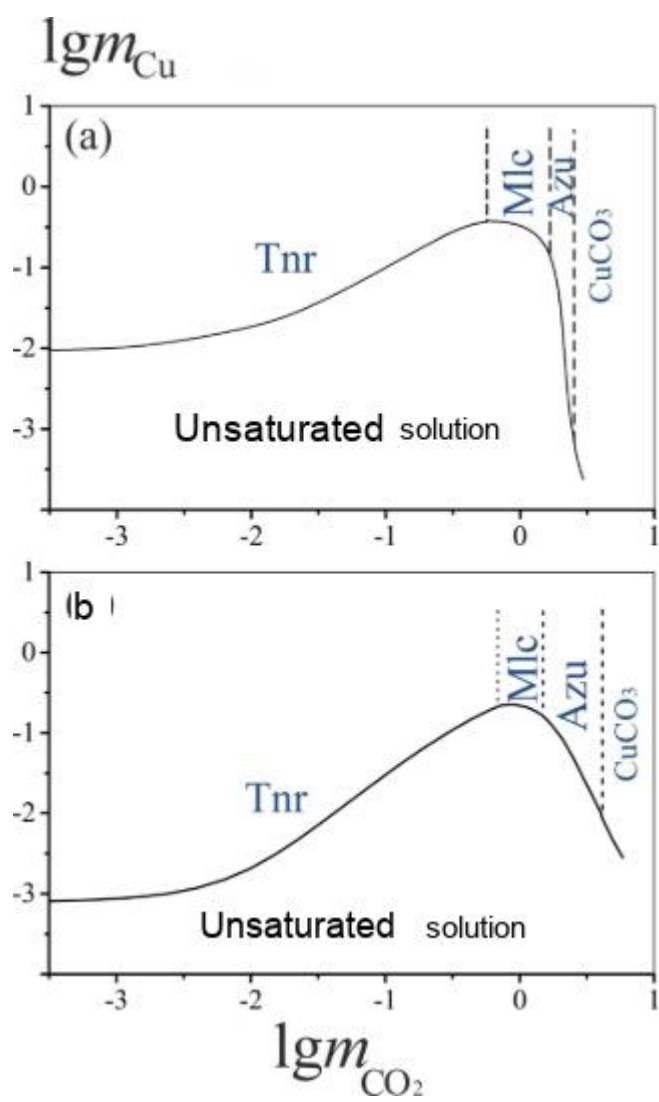 lgm_Cu
(a)
1
0
-1
-2
-3
Tnr
Mlc
Azu
CuCO₃
Unsaturated solution
-3 -2 -1 0 1
(b)
1
0
-1
-2
-3
Tnr
Mlc
Azu
CuCO₃
Unsaturated solution
-3 -2 -1 0 1
lgm_CO₂